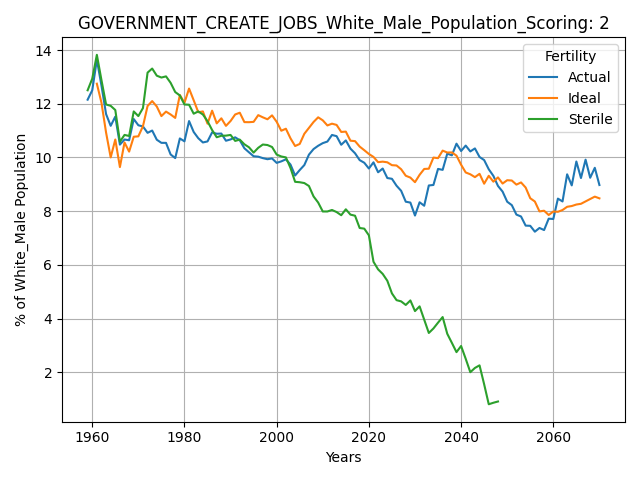 GOVERNMENT_CREATE_JOBS_White_Male_Population_Scoring: 2
Fertility
Actual
Ideal
Sterile
% of White_Male Population
14
12
10
8
6
4
2
1960
1980
2000
2020
2040
2060
Years